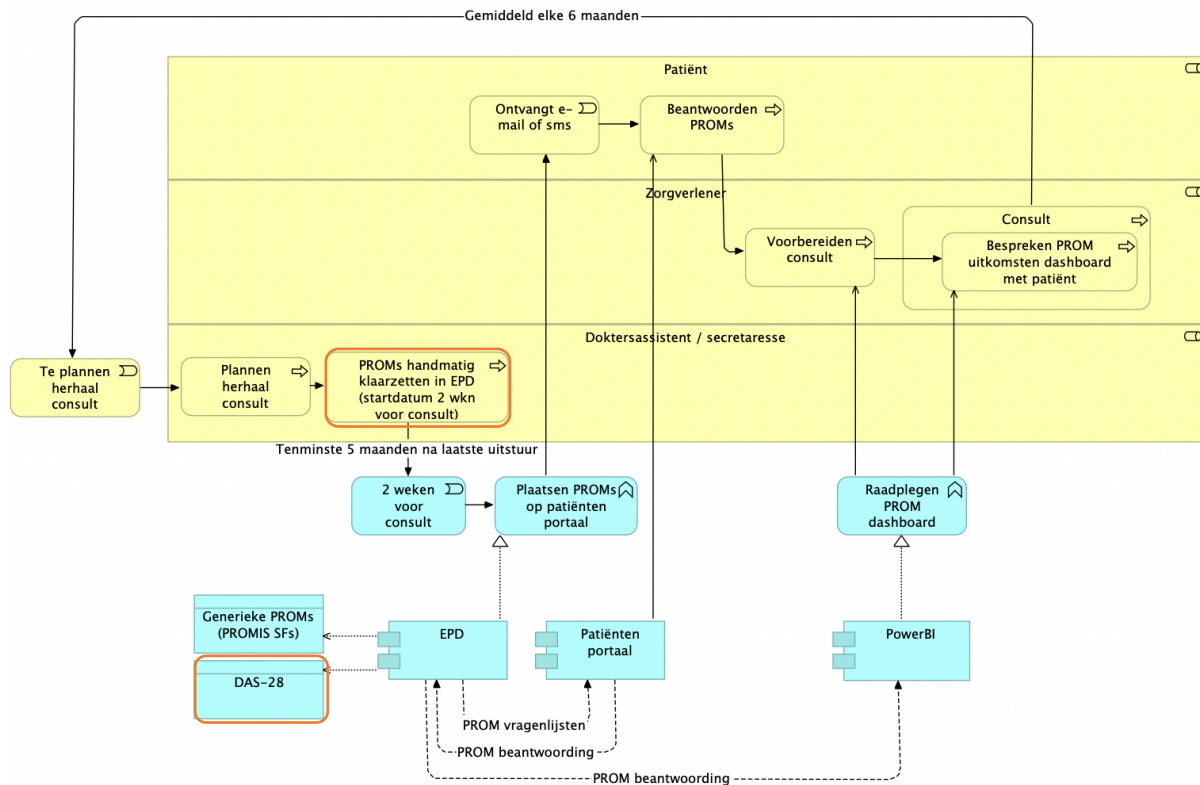 Gemiddeld elke 6 maanden
Patiënt
Ontvangt e-
mail of sms
Beantwoorden
PROMs
Zorgverlener
Voorbereiden
consult
Consult
Bespreken PROM
uitkomsten dashboard
met patiënt
Doktersassistent / secretaresse
Te plannen
herhaal
consult
Plannen
herhaal
consult
PROMs handmatig
klaarzetten in EPD
(startdatum 2 wkn
voor consult)
Tenminste 5 maanden na laatste uitstuur
2 weken
voor
consult
Plaatsen PROMs
op patiënten
portaal
Raadplegen
PROM
dashboard
Generieke PROMs
(PROMIS SFs)
DAS-28
EPD
Patiënten
portaal
PowerBI
PROM vragenlijsten
PROM beantwoording
PROM beantwoording